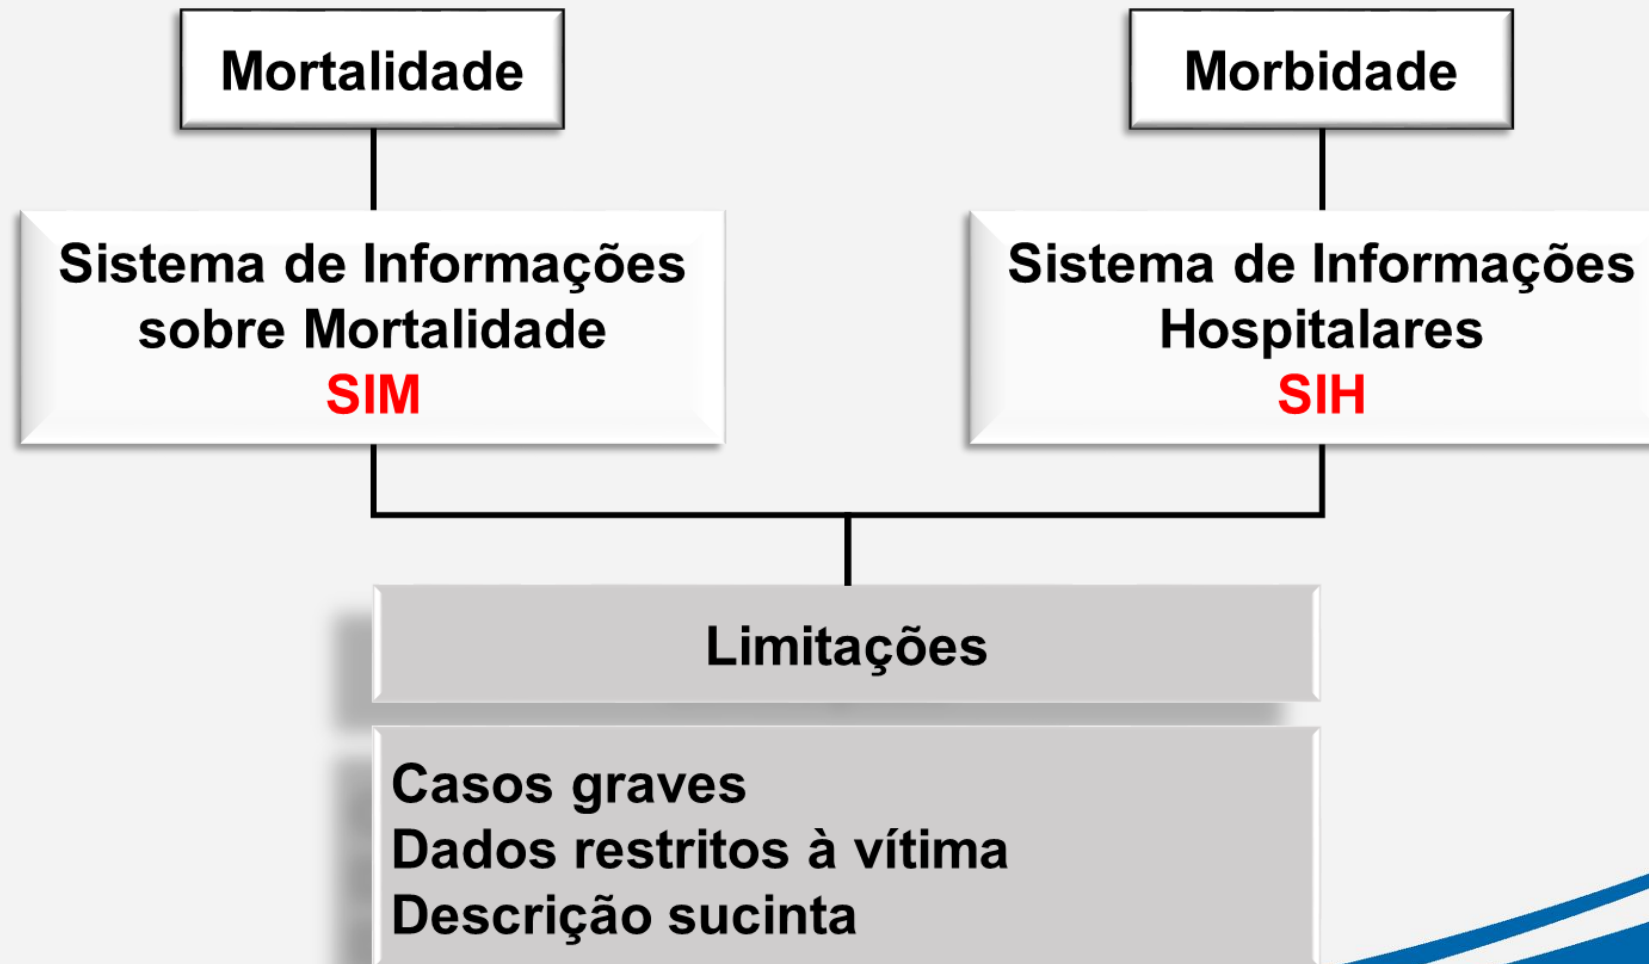 Mortalidade
Morbidade
Sistema de Informações
sobre Mortalidade
SIM
Sistema de Informações
Hospitalares
SIH
Limitações
Casos graves
Dados restritos à vítima
Descrição sucinta